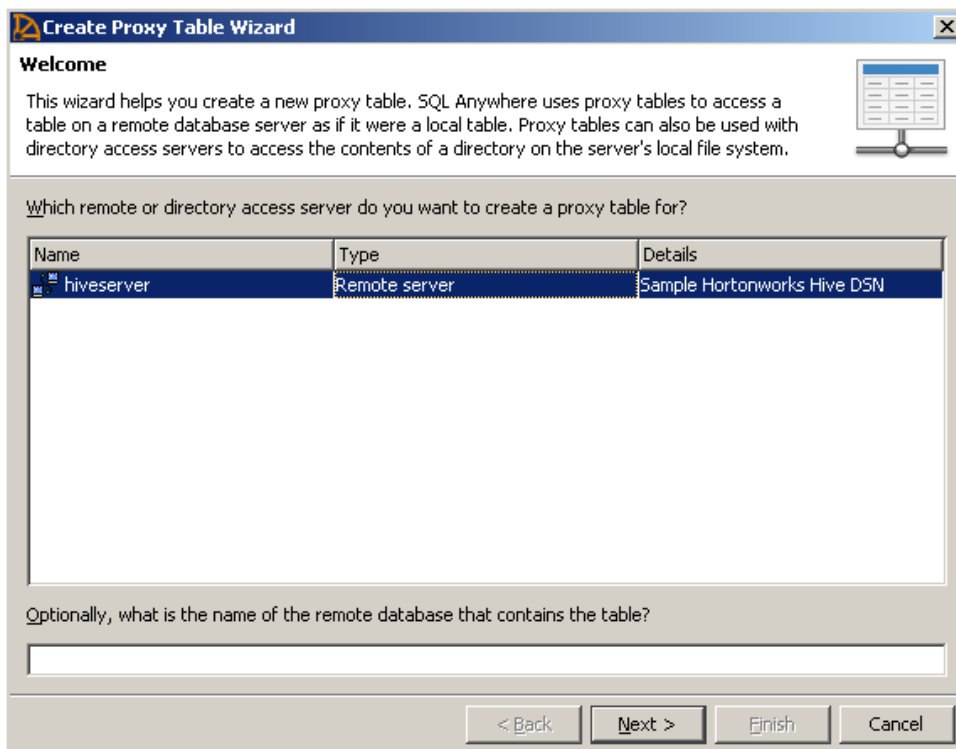 Create Proxy Table Wizard
Welcome
This wizard helps you create a new proxy table. SQL Anywhere uses proxy tables to access a
table on a remote database server as if it were a local table. Proxy tables can also be used with
directory access servers to access the contents of a directory on the server's local file system.
Which remote or directory access server do you want to create a proxy table for?
Name Type Details
hiveserver Remote server Sample Hortonworks Hive DSN
Optionally, what is the name of the remote database that contains the table?
< Back Next > Finish Cancel